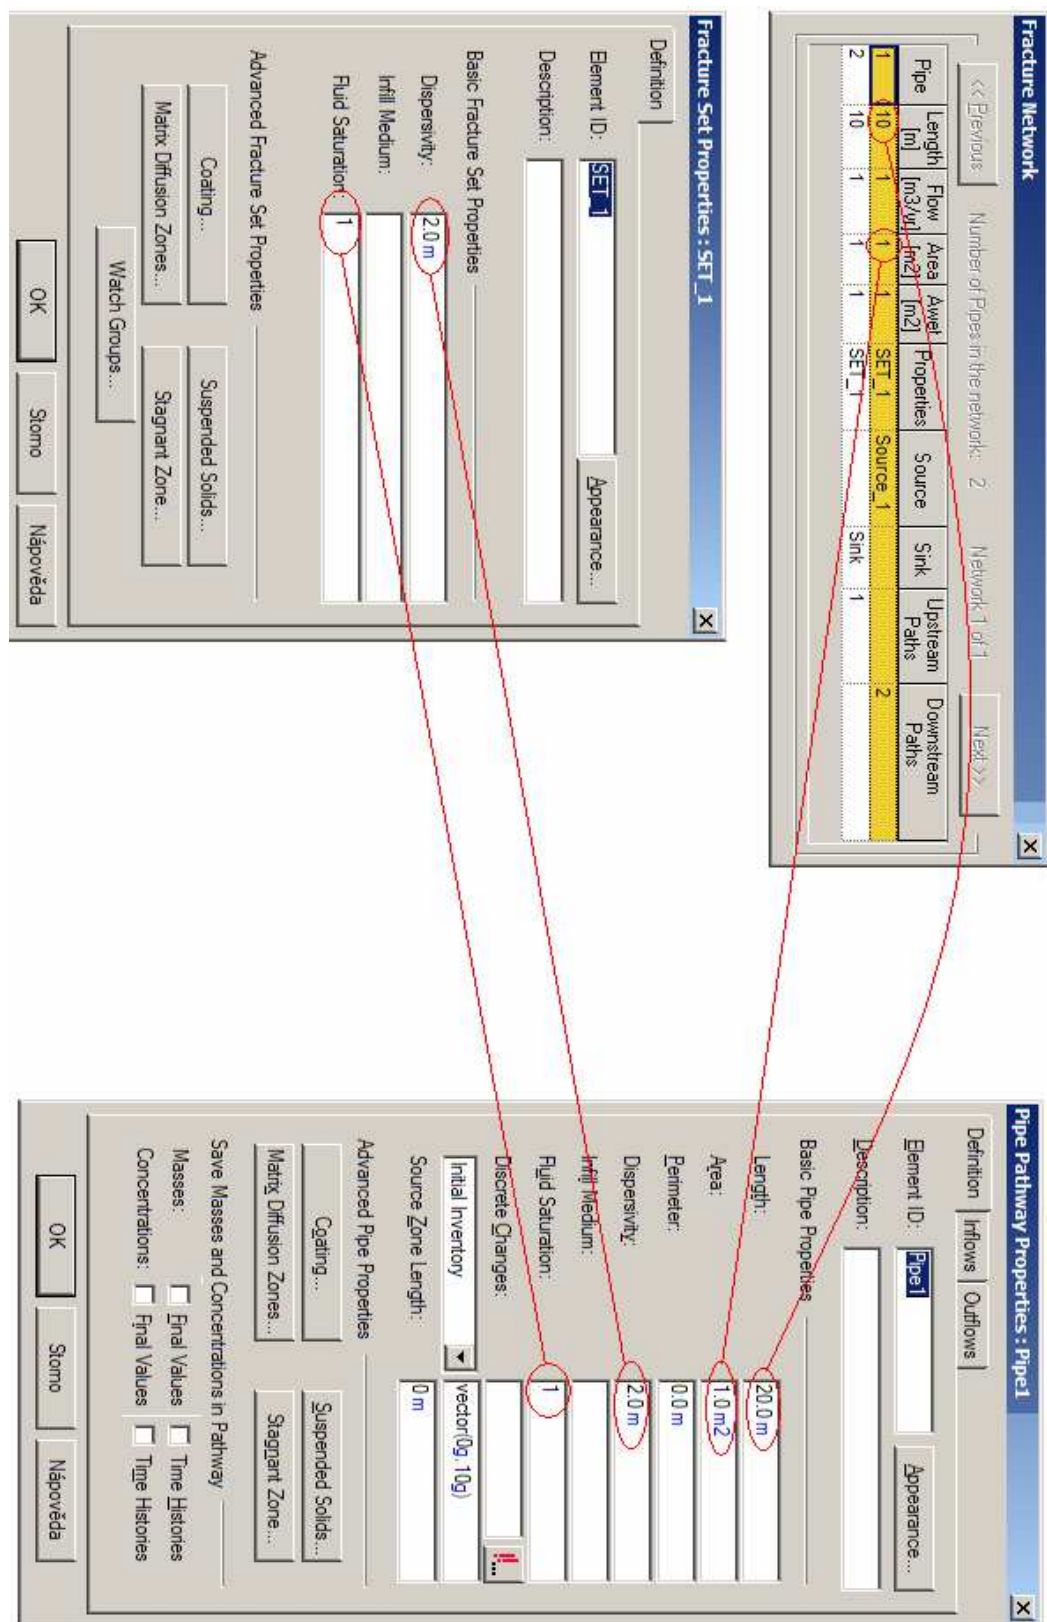 Fracture Network
<< Previous Number of Pipes in the network: 2 Network 1 of 1 Next >>
Pipe Length [m] Flow [m3/yr] Area [m2] Awet [m2] Properties Source Sink Upstream Paths Downstream Paths
1 10 1 1 1 SET_1 Source_1 2
2 10 1 1 1 SET_1 Sink 1
Fracture Set Properties : SET_1
Definition
Element ID: SET_1 Appearance...
Description:
Basic Fracture Set Properties
Dispersivity: 2.0 m
Infill Medium:
Fluid Saturation: 1
Advanced Fracture Set Properties
Coating... Suspended Solids...
Matrix Diffusion Zones... Stagnant Zone...
Watch Groups...
OK Storno Nápověda
Pipe Pathway Properties : Pipe1
Definition Inflows Outflows
Element ID: Pipe1 Appearance...
Description:
Basic Pipe Properties
Length: 20.0 m
Area: 1.0 m2
Perimeter: 0.0 m
Dispersivity: 2.0 m
Infill Medium:
Fluid Saturation: 1
Discrete Changes:
Initial Inventory vector(0g, 10g)
Source Zone Length: 0 m
Advanced Pipe Properties
Coating... Suspended Solids...
Matrix Diffusion Zones... Stagnant Zone...
Save Masses and Concentrations in Pathway
Masses: Final Values Time Histories
Concentrations: Final Values Time Histories
OK Storno Nápověda